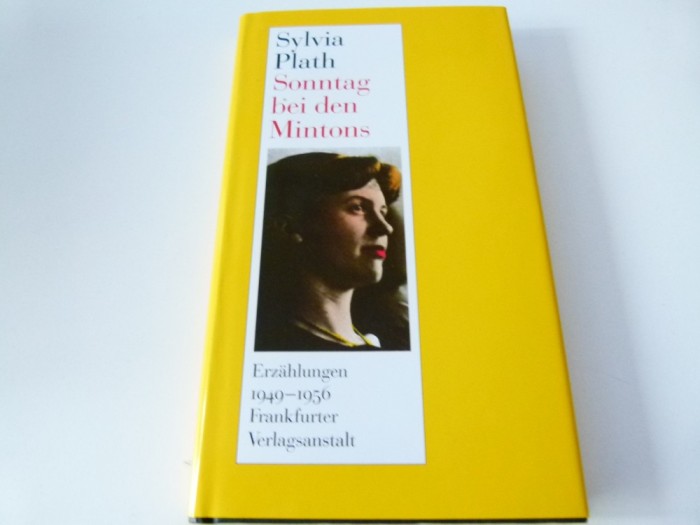 Sylvia
Plath
Sonntag
bei den
Mintons
Erzählungen
1949–1956
Frankfurter
Verlagsanstalt